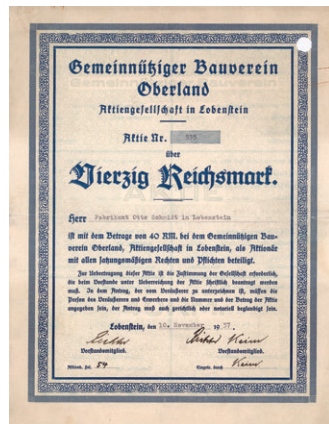 Gemeinnütziger Bauverein
Oberland
Aktiengesellschaft in Lobenstein
Aktie Nr.
über
Vierzig Reichsmark.
Herr Fabrikant Otto Schmidt in Lobenstein
ist mit dem Betrage von 40 RM. bei dem Gemeinnützigen Bau-
verein Oberland, Aktiengesellschaft in Lobenstein, als Aktionär
mit allen satzungsmäßigen Rechten und Pflichten beteiligt.
Zur Uebertragung dieser Aktie ist die Zustimmung der Gesellschaft erforderlich,
die beim Vorstande unter Ueberreichung der Aktie schriftlich beantragt werden
muß. In dem Antrag, der vom Veräußerer zu unterzeichnen ist, müssen die
Person des Veräußerers und Erwerbers und die Nummer und der Betrag der Aktie
angegeben sein, der Antrag muß auch gerichtlich oder notariell beglaubigt sein.
Lobenstein, den 10. November 1937.
Vorstandsmitglied. Vorstandsmitglied.
Aktienb. Fol. 54 Eingetr. durch